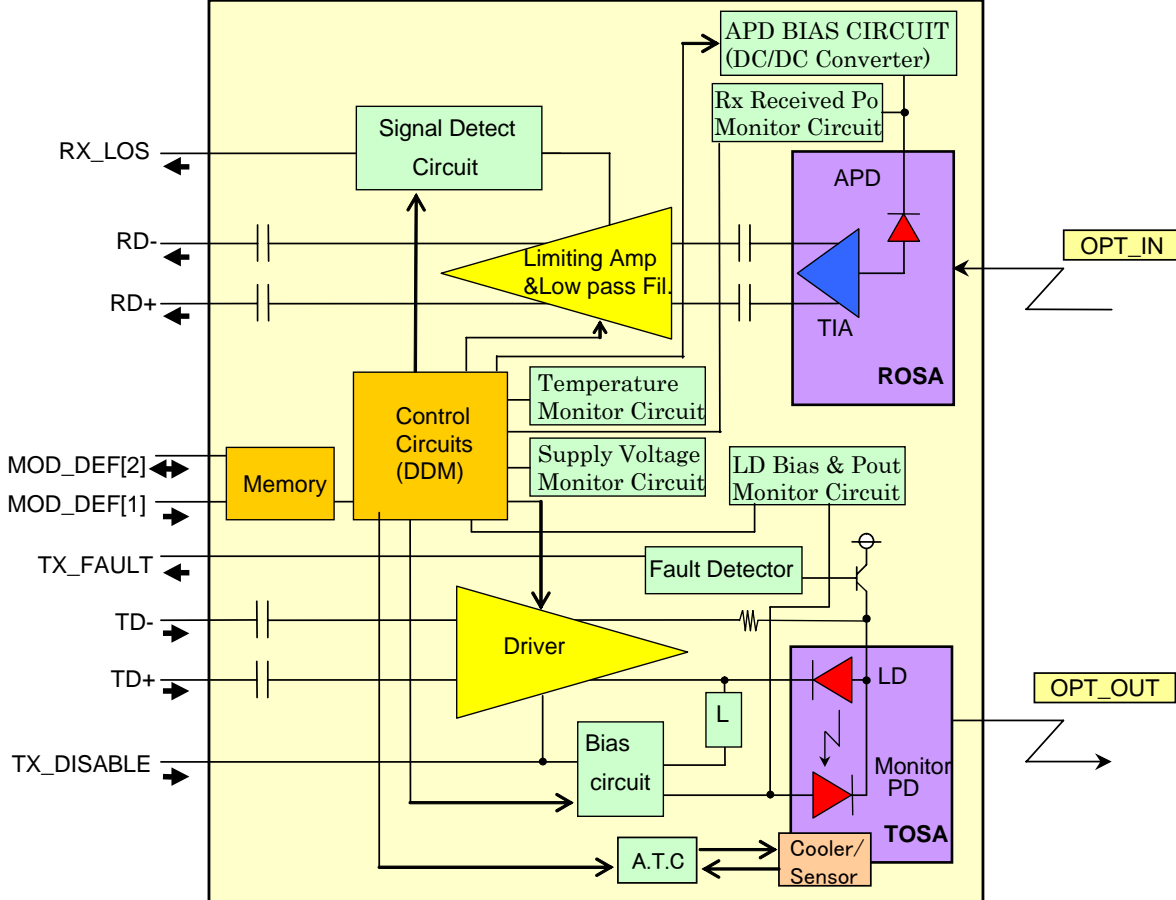 APD BIAS CIRCUIT
(DC/DC Converter)
Rx Received Po
Monitor Circuit
Signal Detect
Circuit
RX_LOS
APD
RD-
OPT_IN
Limiting Amp
&Low pass Fil.
RD+
TIA
ROSA
Temperature
Monitor Circuit
Control
Circuits
(DDM)
Supply Voltage
Monitor Circuit
LD Bias & Pout
Monitor Circuit
MOD_DEF[2]
Memory
MOD_DEF[1]
TX_FAULT
Fault Detector
TD-
Driver
TD+
LD
OPT_OUT
L
Bias
circuit
TX_DISABLE
Monitor
PD
TOSA
A.T.C
Cooler/
Sensor